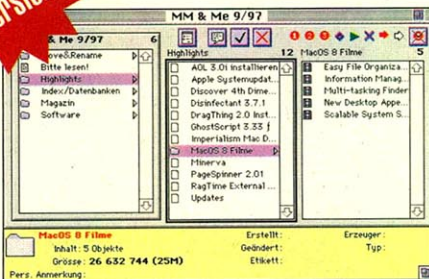 MM & Me 9/97
& Me 9/97 6
Move&Rename
Bitte lesen!
Highlights
Index/Datenbanken
Magazin
Software
Highlights 12
AOL 3.0i installieren
Apple Systemupdat...
Discover 4th Dime...
Disinfectant 3.7.1
DragThing 2.0 Inst...
GhostScript 3.33 ƒ
Imperialism Mac D...
MacOS 8 Filme
Minerva
PageSpinner 2.01
RagTime External ...
Updates
MacOS 8 Filme 5
Easy File Organiza...
Information Manag...
Multi-tasking Finder
New Desktop Appe...
Scalable System S...
MacOS 8 Filme
Inhalt: 5 Objekte
Grösse: 26 632 744 (25M)
Pers. Anmerkung:
Erstellt:
Geändert:
Etikett:
Erzeuger:
Typ: